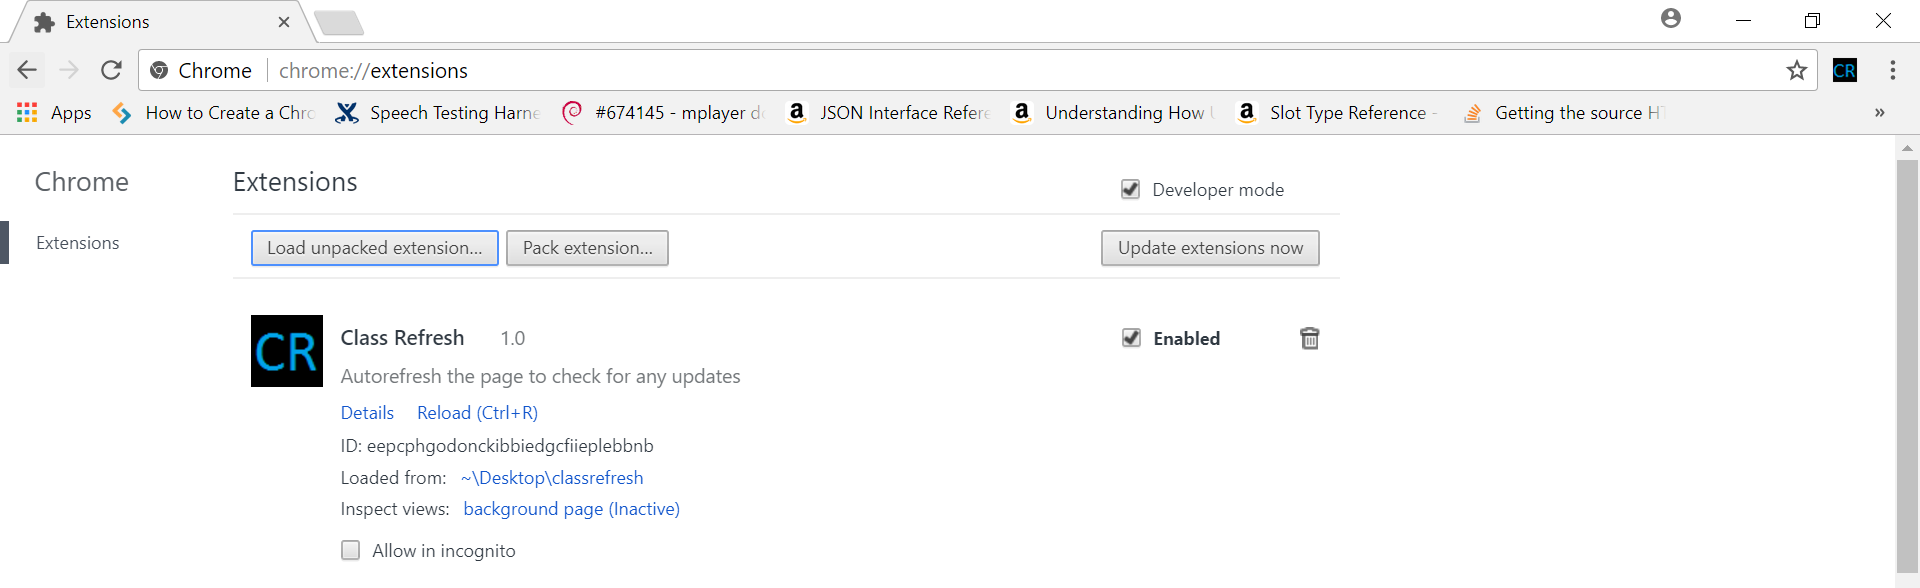 Extensions
Chrome chrome://extensions CR
Apps How to Create a Chro Speech Testing Harne #674145 - mplayer do JSON Interface Refere Understanding How Slot Type Reference - Getting the source HT »
Chrome
Extensions
Developer mode
Extensions
Load unpacked extension... Pack extension... Update extensions now
CR
Class Refresh 1.0 Enabled
Autorefresh the page to check for any updates
Details Reload (Ctrl+R)
ID: eepcphgodonckibbiedgcfiieplebbnb
Loaded from: ~\Desktop\classrefresh
Inspect views: background page (Inactive)
Allow in incognito